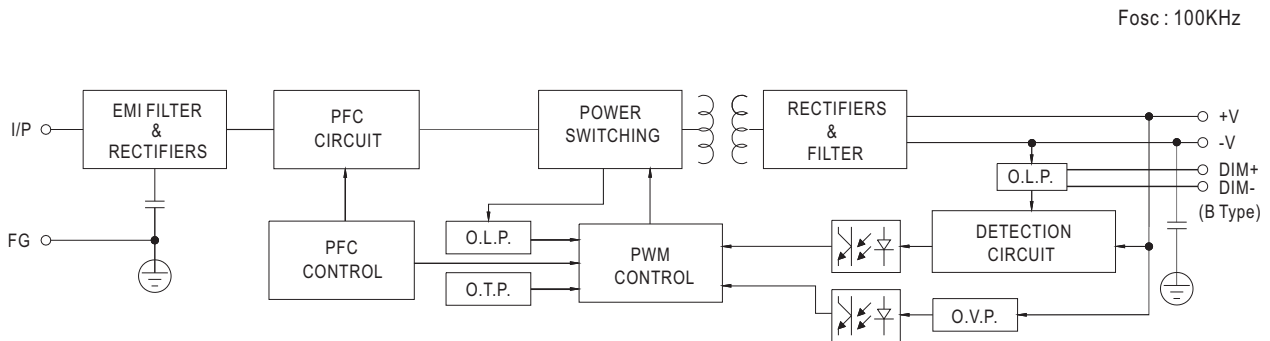 Fosc : 100KHz
I/P
EMI FILTER
&
RECTIFIERS
PFC
CIRCUIT
POWER
SWITCHING
RECTIFIERS
&
FILTER
+V
-V
DIM+
DIM-
(B Type)
O.L.P.
FG
PFC
CONTROL
O.L.P.
O.T.P.
PWM
CONTROL
DETECTION
CIRCUIT
O.V.P.